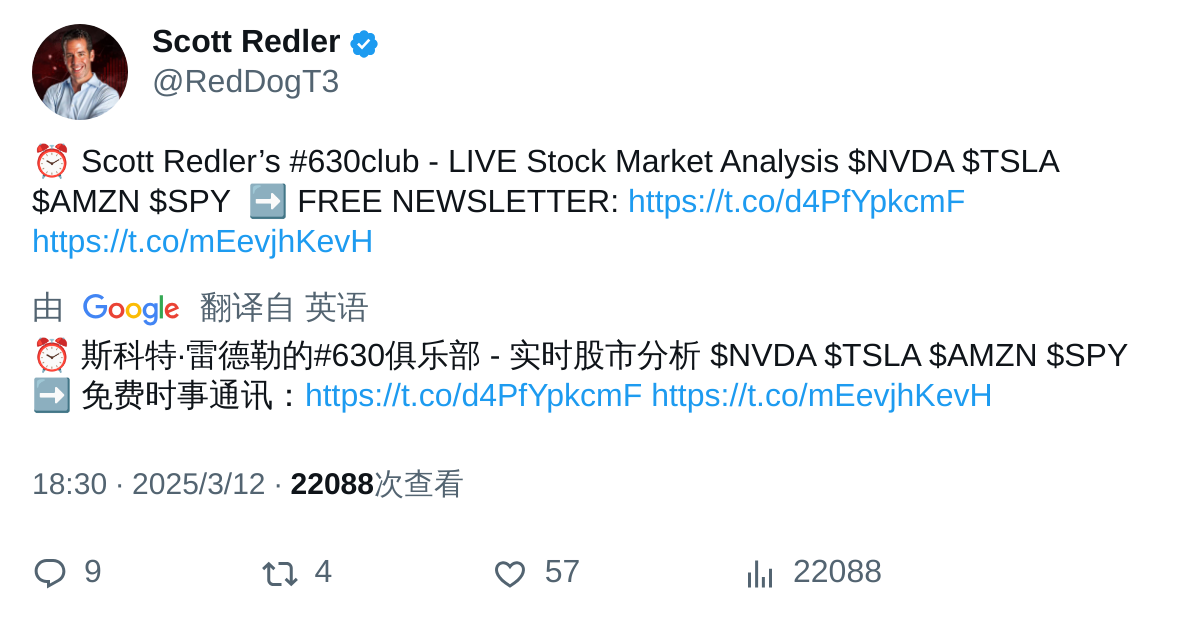 Scott Redler
@RedDogT3
⏰ Scott Redler’s #630club - LIVE Stock Market Analysis $NVDA $TSLA
$AMZN $SPY ➡️ FREE NEWSLETTER: https://t.co/d4PfYpkcmF
https://t.co/mEevjhKevH
由 Google 翻译自 英语
⏰ 斯科特·雷德勒的#630俱乐部 - 实时股市分析 $NVDA $TSLA $AMZN $SPY
➡️ 免费时事通讯：https://t.co/d4PfYpkcmF https://t.co/mEevjhKevH
18:30 · 2025/3/12 · 22088次查看
9 4 57 22088